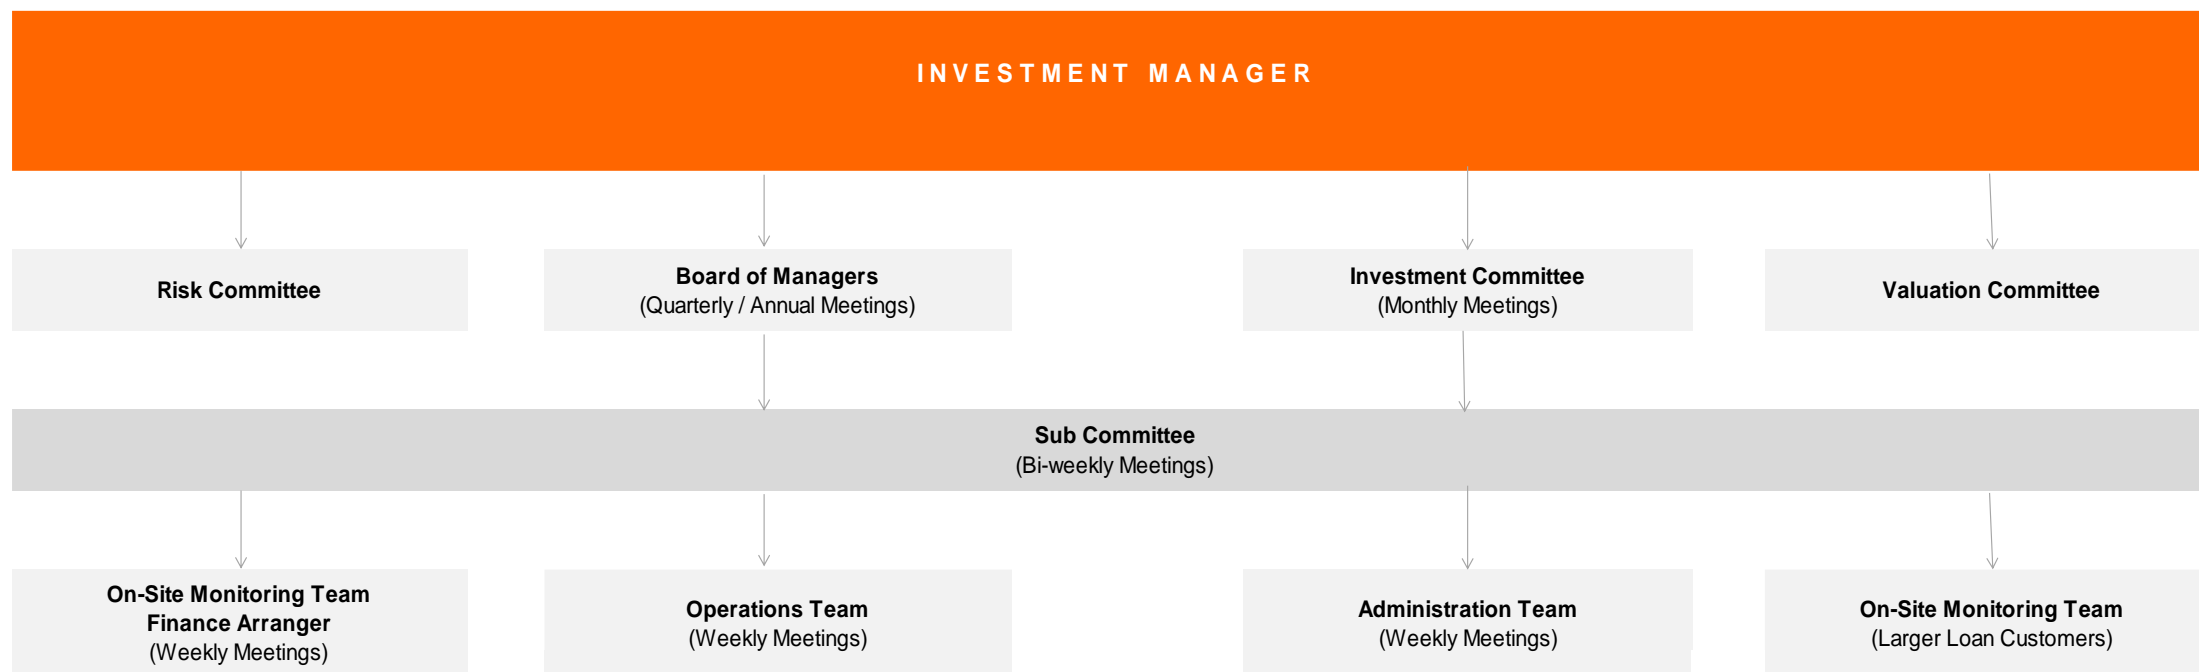 INVESTMENT MANAGER
Risk Committee
Board of Managers
(Quarterly / Annual Meetings)
Investment Committee
(Monthly Meetings)
Valuation Committee
Sub Committee
(Bi-weekly Meetings)
On-Site Monitoring Team
Finance Arranger
(Weekly Meetings)
Operations Team
(Weekly Meetings)
Administration Team
(Weekly Meetings)
On-Site Monitoring Team
(Larger Loan Customers)